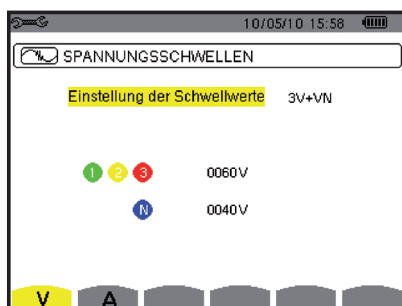 10/05/10 15:58
SPANNUNGSSCHWELLEN
Einstellung der Schwellwerte 3V+VN
1 2 3 0060V
N 0040V
V A